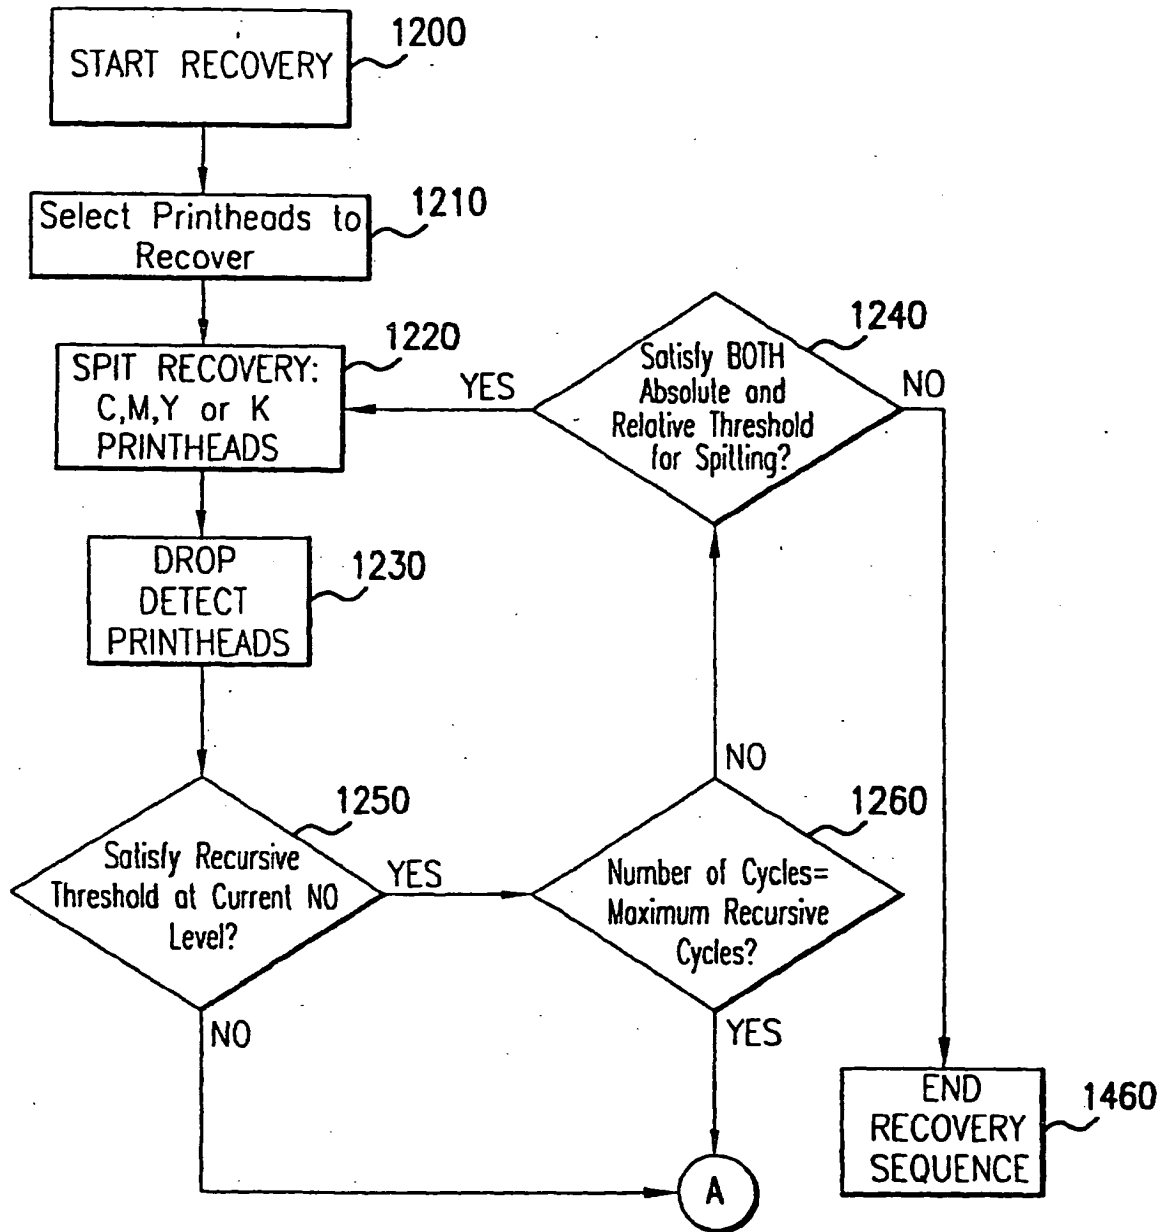 START RECOVERY
1200
Select Printheads to
Recover
1210
SPIT RECOVERY:
C,M,Y or K
PRINTHEADS
1220
YES
Satisfy BOTH
Absolute and
Relative Threshold
for Spitting?
1240
NO
DROP
DETECT
PRINTHEADS
1230
NO
Satisfy Recursive
Threshold at Current NO
Level?
1250
YES
Number of Cycles=
Maximum Recursive
Cycles?
1260
NO
YES
END
RECOVERY
SEQUENCE
1460
A